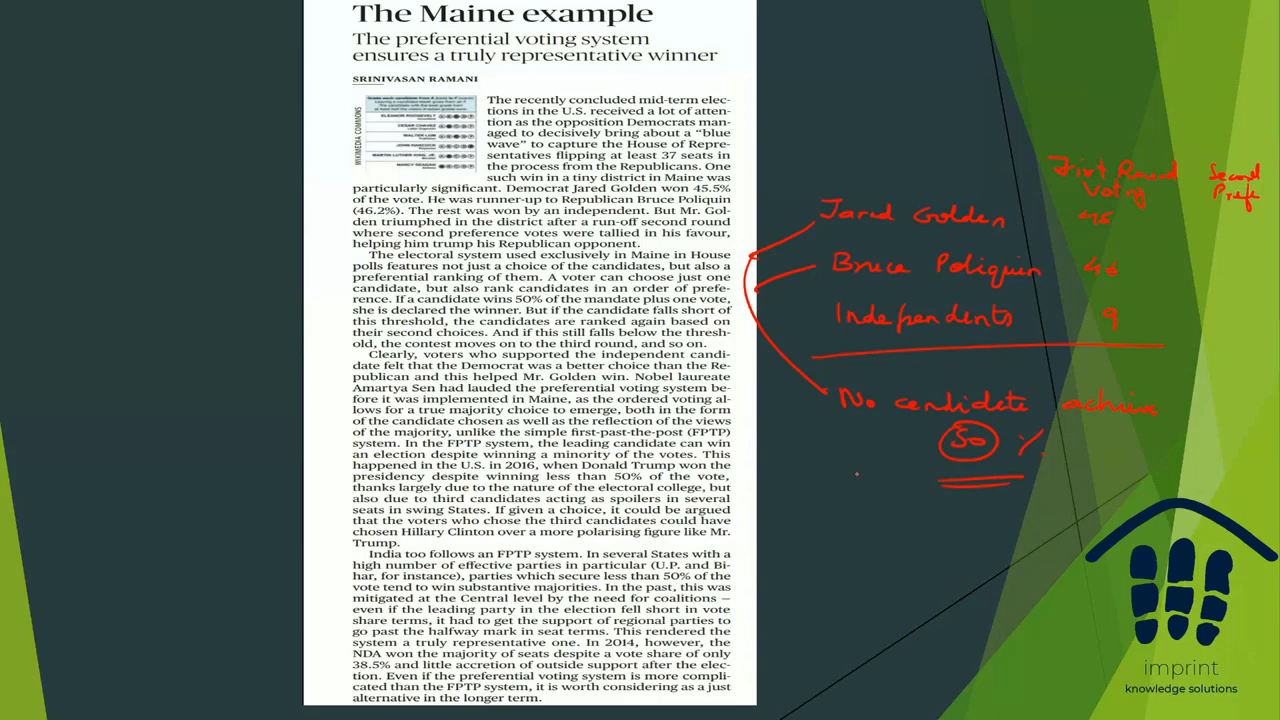 The Maine example
The preferential voting system
ensures a truly representative winner
SRINIVASAN RAMANI
WIKIMEDIA COMMONS
ELEANOR ROOSEVELT
CESAR CHAVEZ
WALTER LUM
JOHN HANCOCK
MARTIN LUTHER KING, JR.
NANCY REAGAN
The recently concluded mid-term elec-
tions in the U.S. received a lot of atten-
tion as the opposition Democrats man-
aged to decisively bring about a “blue
wave” to capture the House of Repre-
sentatives flipping at least 37 seats in
the process from the Republicans. One
such win in a tiny district in Maine was
particularly significant. Democrat Jared Golden won 45.5%
of the vote. He was runner-up to Republican Bruce Poliquin
(46.2%). The rest was won by an independent. But Mr. Gol-
den triumphed in the district after a run-off second round
where second preference votes were tallied in his favour,
helping him trump his Republican opponent.
The electoral system used exclusively in Maine in House
polls features not just a choice of the candidates, but also a
preferential ranking of them. A voter can choose just one
candidate, but also rank candidates in an order of prefe-
rence. If a candidate wins 50% of the mandate plus one vote,
she is declared the winner. But if the candidate falls short of
this threshold, the candidates are ranked again based on
their second choices. And if this still falls below the thresh-
old, the contest moves on to the third round, and so on.
Clearly, voters who supported the independent candi-
date felt that the Democrat was a better choice than the Re-
publican and this helped Mr. Golden win. Nobel laureate
Amartya Sen had lauded the preferential voting system be-
fore it was implemented in Maine, as the ordered voting al-
lows for a true majority choice to emerge, both in the form
of the candidate chosen as well as the reflection of the views
of the majority, unlike the simple first-past-the-post (FPTP)
system. In the FPTP system, the leading candidate can win
an election despite winning a minority of the votes. This
happened in the U.S. in 2016, when Donald Trump won the
presidency despite winning less than 50% of the vote,
thanks largely due to the nature of the electoral college, but
also due to third candidates acting as spoilers in several
seats in swing States. If given a choice, it could be argued
that the voters who chose the third candidates could have
chosen Hillary Clinton over a more polarising figure like Mr.
Trump.
India too follows an FPTP system. In several States with a
high number of effective parties in particular (U.P. and Bi-
har, for instance), parties which secure less than 50% of the
vote tend to win substantive majorities. In the past, this was
mitigated at the Central level by the need for coalitions —
even if the leading party in the election fell short in vote
share terms, it had to get the support of regional parties to
go past the halfway mark in seat terms. This rendered the
system a truly representative one. In 2014, however, the
NDA won the majority of seats despite a vote share of only
38.5% and little accretion of outside support after the elec-
tion. Even if the preferential voting system is more compli-
cated than the FPTP system, it is worth considering as a just
alternative in the longer term.
First Round Second
Voting Prefe
Jared Golden 45
Bruce Poliquin 46
Independents 9
No candidate achieve
50 %
imprint
knowledge solutions